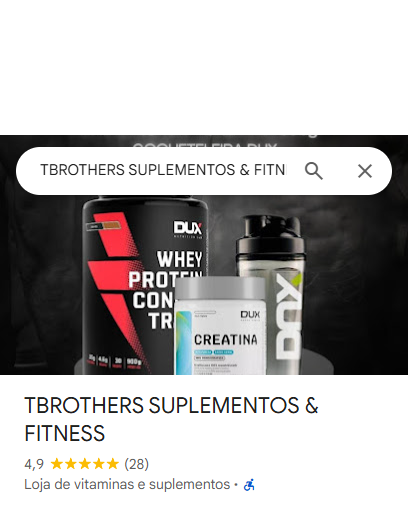 COQUETELEIRA DUX
TBROTHERS SUPLEMENTOS & FITN
DUX
WHEY
PROTEIN
CON
TR
DUX
CREATINA
DUX
TBROTHERS SUPLEMENTOS &
FITNESS
4,9 ★★★★★ (28)
Loja de vitaminas e suplementos ·